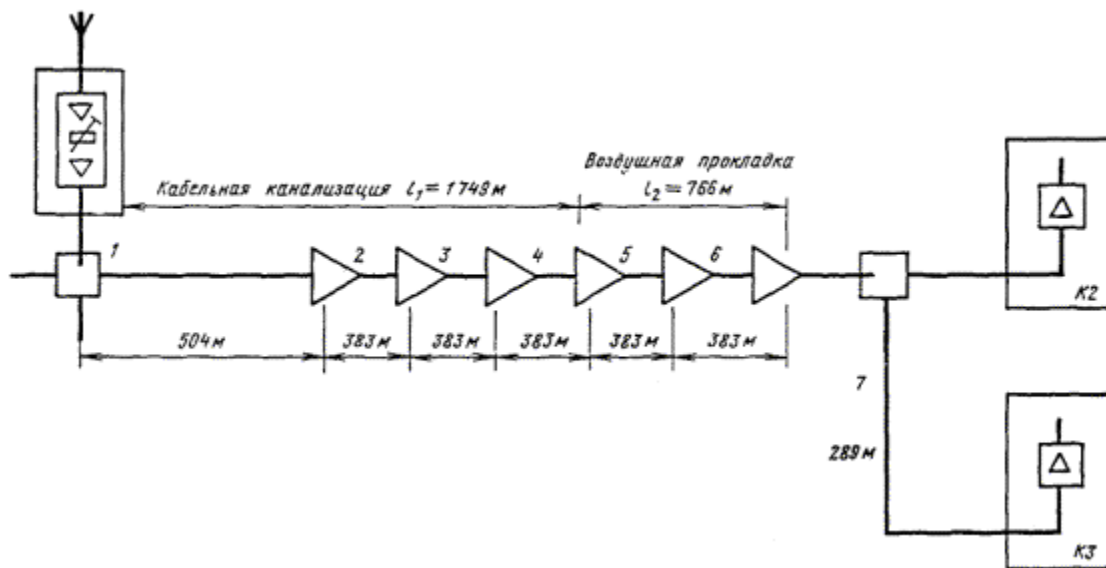 Воздушная прокладка
Кабельная канализация l₁ = 1749 м
l₂ = 766 м
1
2
3
4
5
6
К2
504 м
383 м
383 м
383 м
383 м
383 м
7
289 м
К3